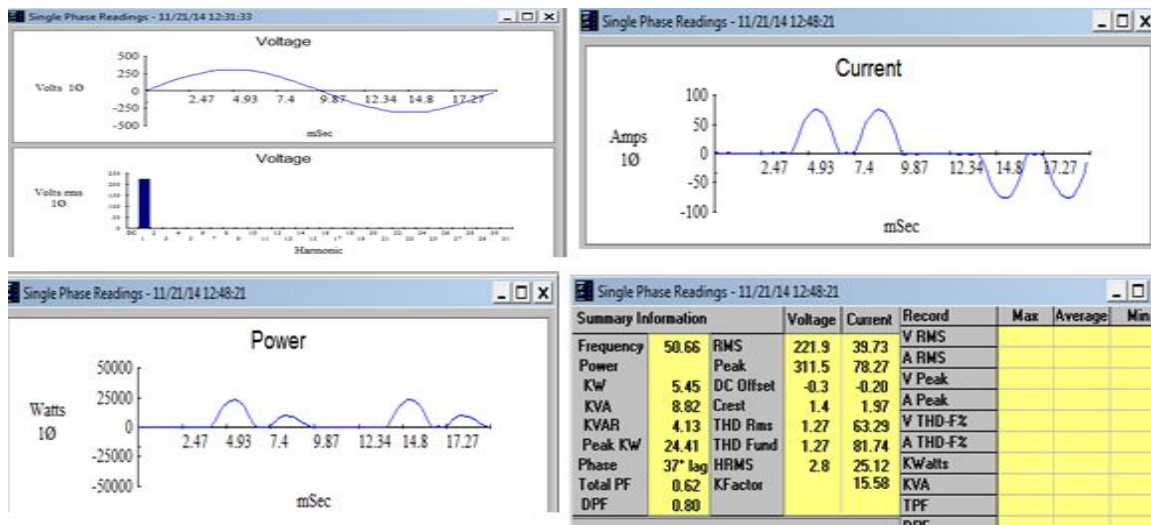 Single Phase Readings - 11/21/14 12:31:33
Voltage
500
250
Volts 1Ø
2.47 4.93 7.4 9.87 12.34 14.8 17.27
-250
-500
mSec
Voltage
Volts rms
1Ø
Harmonic
Single Phase Readings - 11/21/14 12:48:21
Current
100
50
Amps
1Ø
0
2.47 4.93 7.4 9.87 12.34 14.8 17.27
-50
-100
mSec
Single Phase Readings - 11/21/14 12:48:21
Power
50000
25000
Watts
1Ø
0
2.47 4.93 7.4 9.87 12.34 14.8 17.27
-25000
-50000
mSec
Single Phase Readings - 11/21/14 12:48:21
Summary Information Voltage Current Record Max Average Min
Frequency 50.66 RMS 221.9 39.73 V RMS
Power Peak 311.5 78.27 A RMS
KW 5.45 DC Offset -0.3 -0.20 V Peak
KVA 8.82 Crest 1.4 1.97 A Peak
KVAR 4.13 THD Rms 1.27 63.29 V THD-F%
Peak KW 24.41 THD Fund 1.27 81.74 A THD-F%
Phase 37° lag HRMS 2.8 25.12 KWatts
Total PF 0.62 KFactor 15.58 KVA
DPF 0.80 TPF